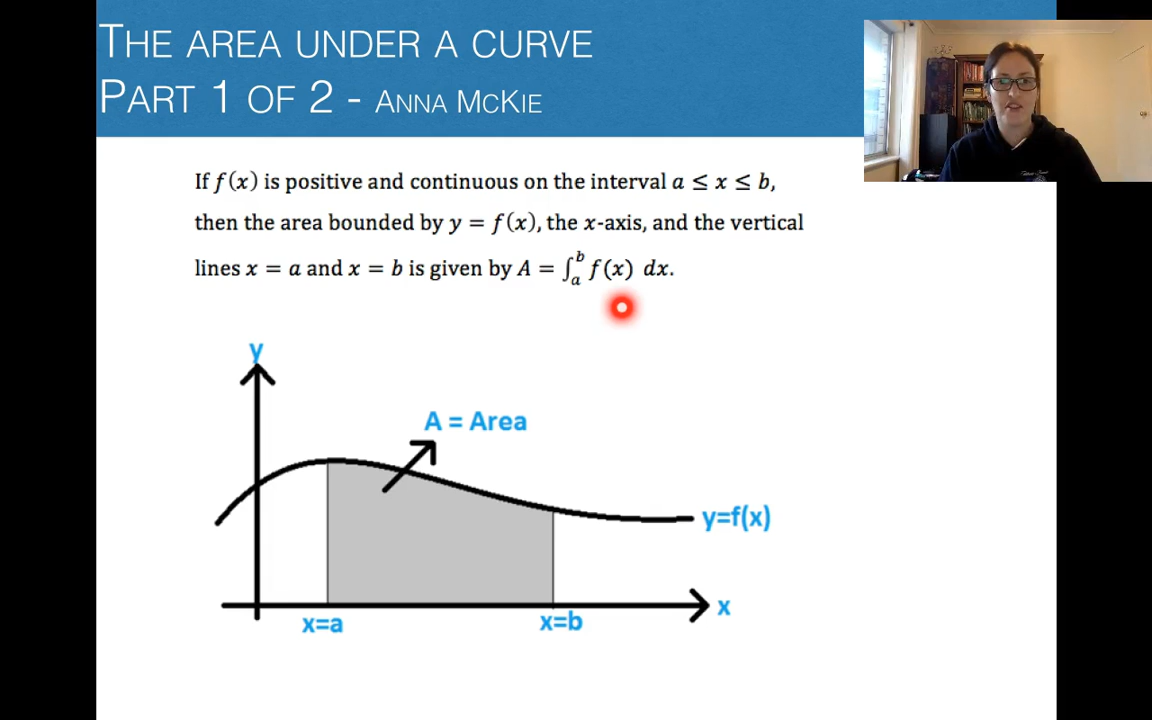 THE AREA UNDER A CURVE
PART 1 OF 2 - ANNA MCKIE
If f(x) is positive and continuous on the interval a ≤ x ≤ b,
then the area bounded by y = f(x), the x-axis, and the vertical
lines x = a and x = b is given by A = ∫ₐᵇ f(x) dx.
y
A = Area
y=f(x)
x
x=a
x=b